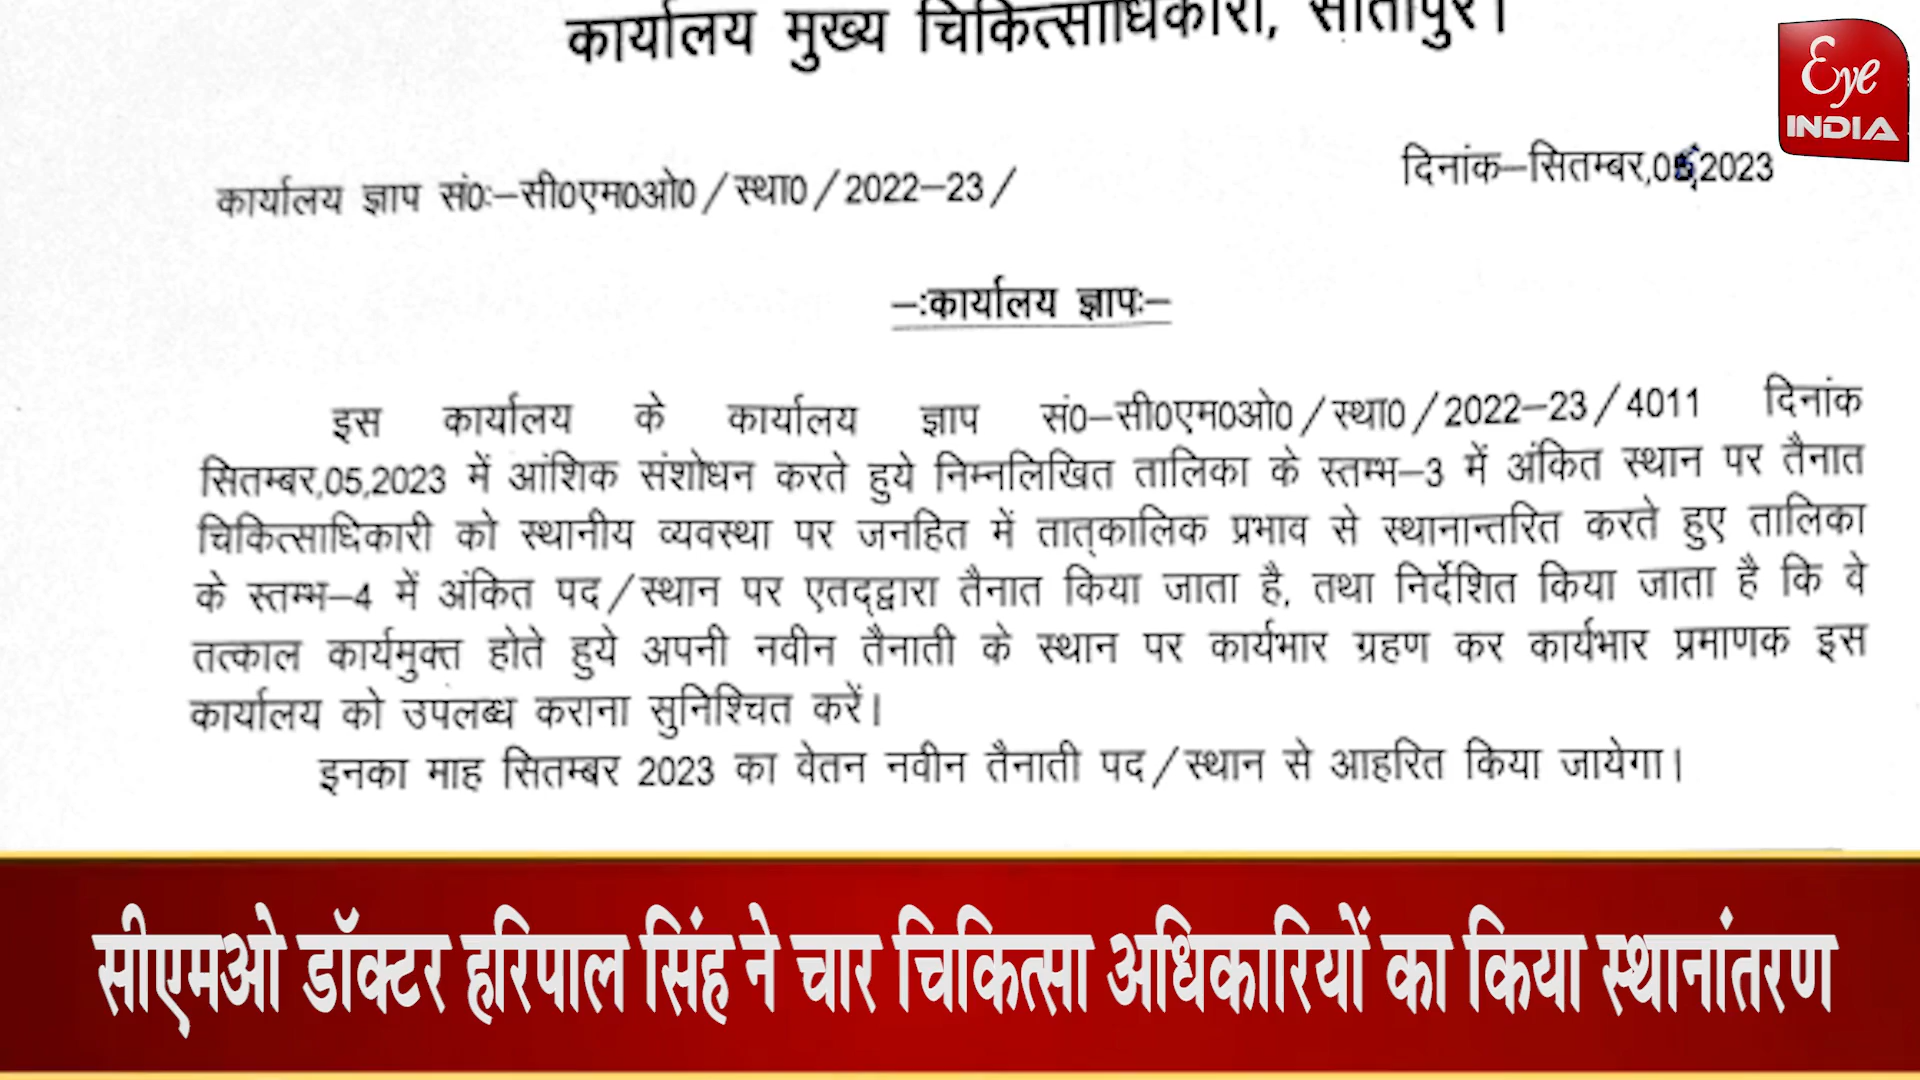 कार्यालय मुख्य चिकित्साधिकारी, सीतापुर।
Eye
INDIA
कार्यालय ज्ञाप सं0ः–सी0एम0ओ0/स्था0/2022–23/
दिनांक–सितम्बर,0 2023
–:कार्यालय ज्ञापः–
इस कार्यालय के कार्यालय ज्ञाप सं0–सी0एम0ओ0/स्था0/2022–23/4011 दिनांक
सितम्बर,05,2023 में आंशिक संशोधन करते हुये निम्नलिखित तालिका के स्तम्भ–3 में अंकित स्थान पर तैनात
चिकित्साधिकारी को स्थानीय व्यवस्था पर जनहित में तात्कालिक प्रभाव से स्थानान्तरित करते हुए तालिका
के स्तम्भ–4 में अंकित पद/स्थान पर एतद्द्वारा तैनात किया जाता है, तथा निर्देशित किया जाता है कि वे
तत्काल कार्यमुक्त होते हुये अपनी नवीन तैनाती के स्थान पर कार्यभार ग्रहण कर कार्यभार प्रमाणक इस
कार्यालय को उपलब्ध कराना सुनिश्चित करें।
इनका माह सितम्बर 2023 का वेतन नवीन तैनाती पद/स्थान से आहरित किया जायेगा।
सीएमओ डॉक्टर हरिपाल सिंह ने चार चिकित्सा अधिकारियों का किया स्थानांतरण